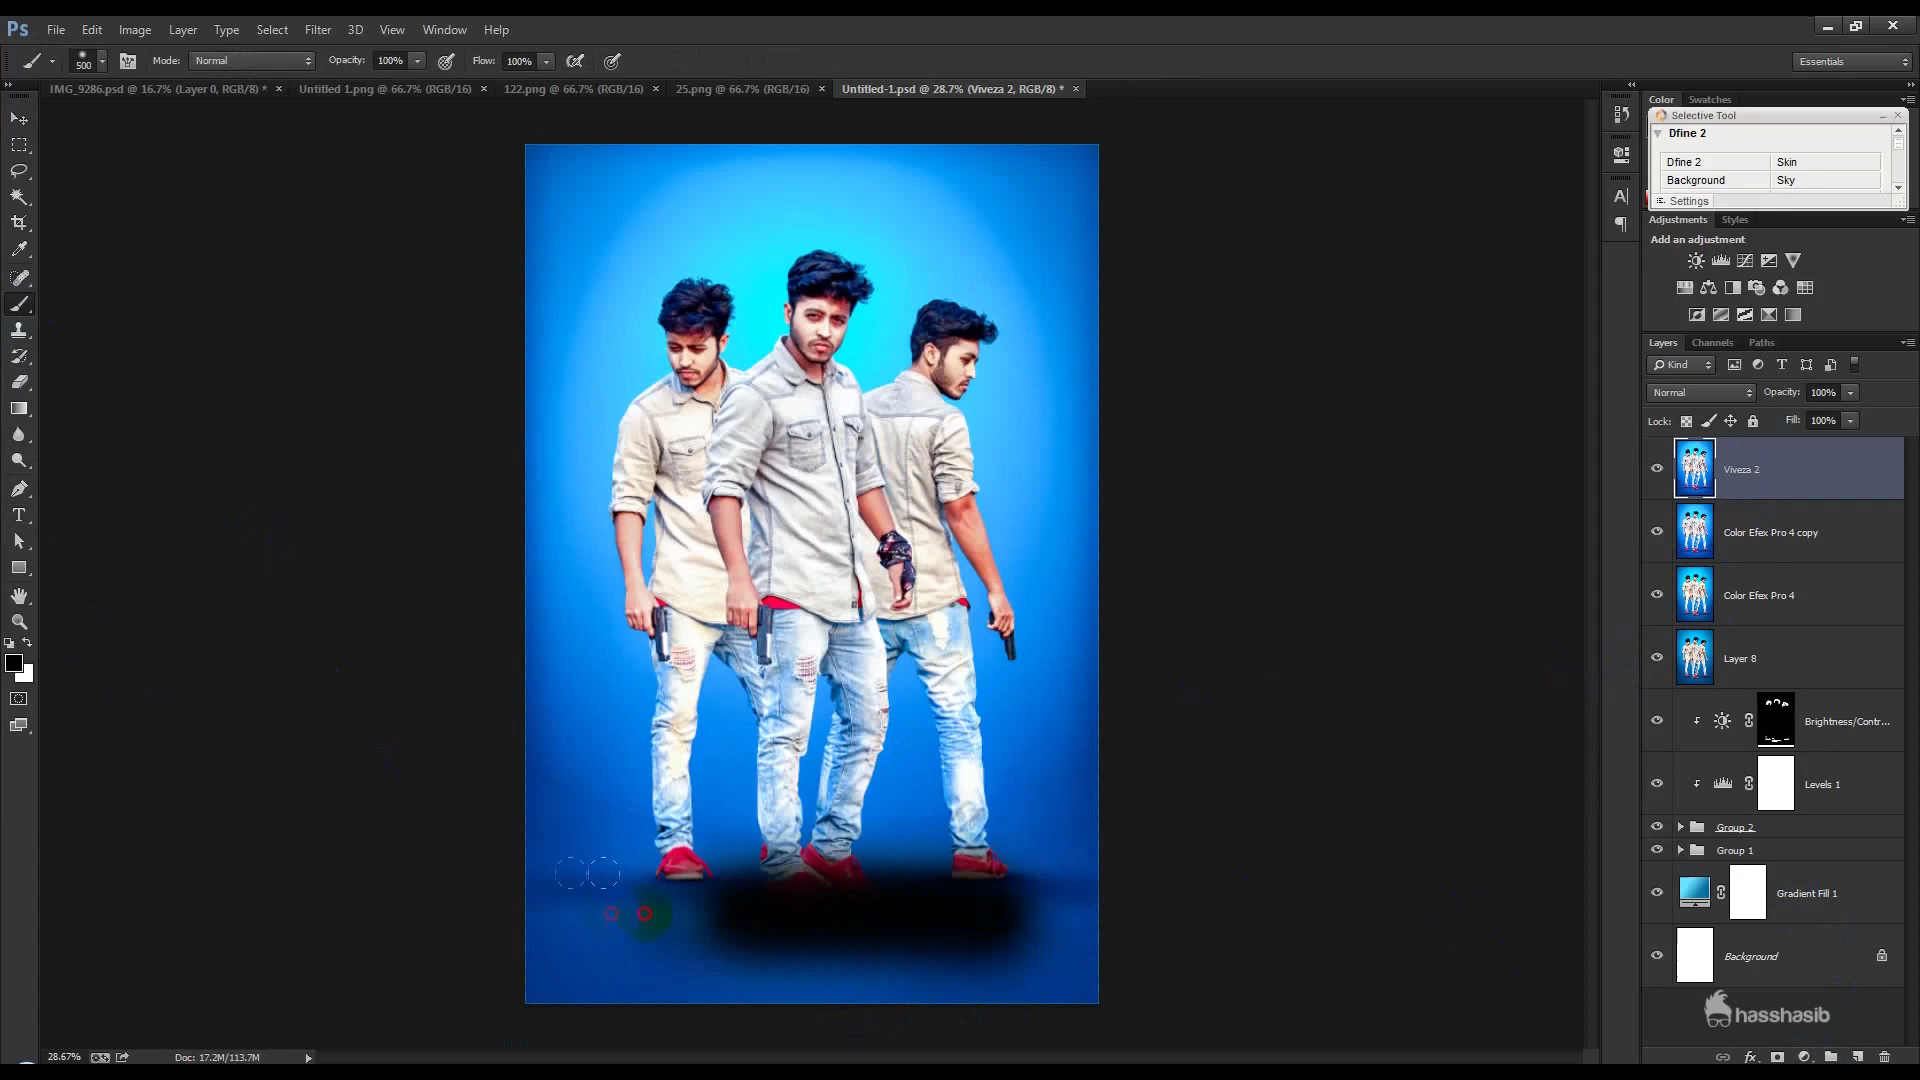 Ps File Edit Image Layer Type Select Filter 3D View Window Help
500 Mode: Normal Opacity: 100% Flow: 100% Essentials
IMG_9286.psd @ 16.7% (Layer 0, RGB/8) * × Untitled 1.png @ 66.7% (RGB/16) × 122.png @ 66.7% (RGB/16) × 25.png @ 66.7% (RGB/16) × Untitled-1.psd @ 28.7% (Viveza 2, RGB/8) * ×
Color Swatches
Selective Tool
Dfine 2
Dfine 2 Skin
Background Sky
Settings
Adjustments Styles
Add an adjustment
Layers Channels Paths
Kind
Normal Opacity: 100%
Lock: Fill: 100%
Viveza 2
Color Efex Pro 4 copy
Color Efex Pro 4
Layer 8
Brightness/Contr...
Levels 1
Group 2
Group 1
Gradient Fill 1
Background
hasshasib
28.67% Doc: 17.2M/113.7M